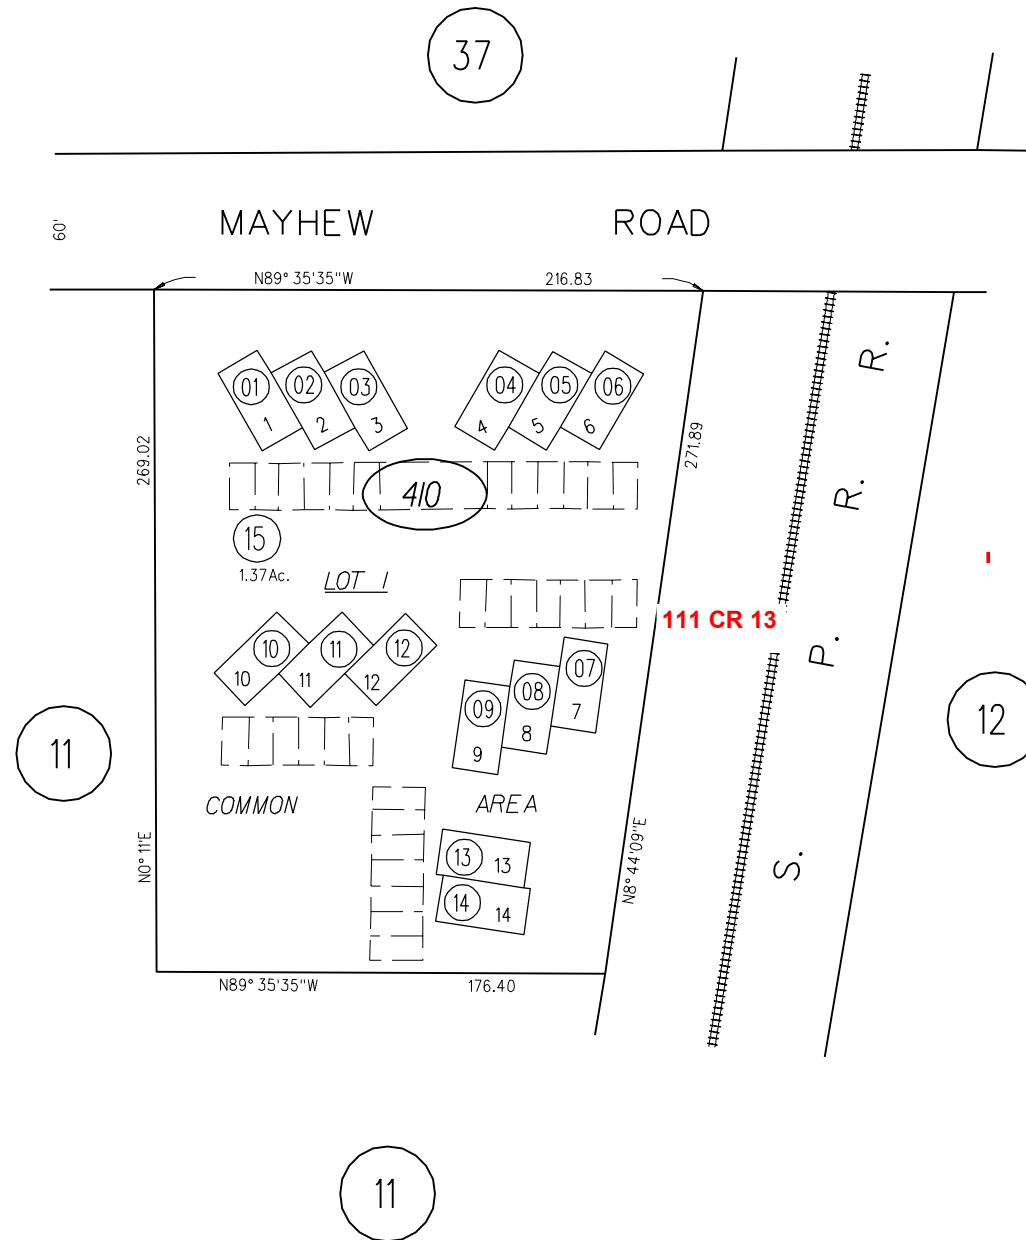 37
60'
MAYHEW ROAD
N89° 35'35"W 216.83
R.
01 02 03 04 05 06
1 2 3 4 5 6
269.02
271.89
410
R.
15
1.37Ac.
LOT 1
111 CR 13
P.
10 11 12
10 11 12
07
7
08
8
09
9
11
12
COMMON AREA
N0° 11'E
N8° 44'09"E
S.
13 13
14 14
N89° 35'35"W 176.40
11